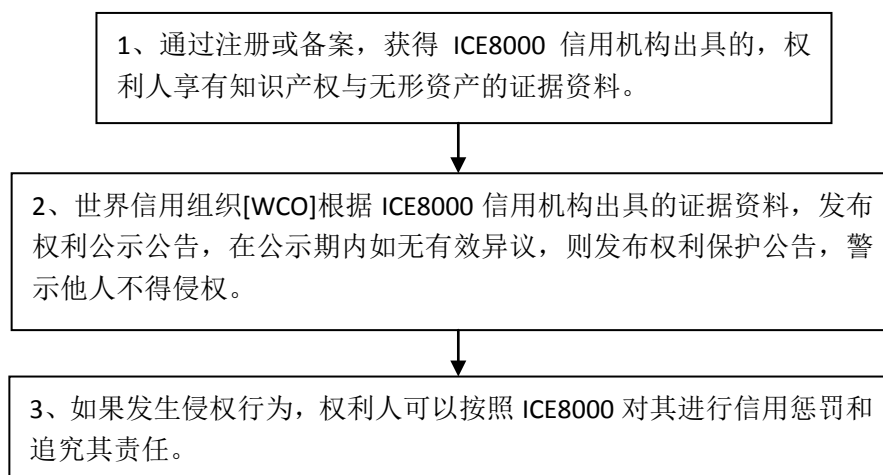 1、通过注册或备案，获得 ICE8000 信用机构出具的，权
利人享有知识产权与无形资产的证据资料。
2、世界信用组织[WCO]根据 ICE8000 信用机构出具的证据资料，发布
权利公示公告，在公示期内如无有效异议，则发布权利保护公告，警
示他人不得侵权。
3、如果发生侵权行为，权利人可以按照 ICE8000 对其进行信用惩罚和
追究其责任。